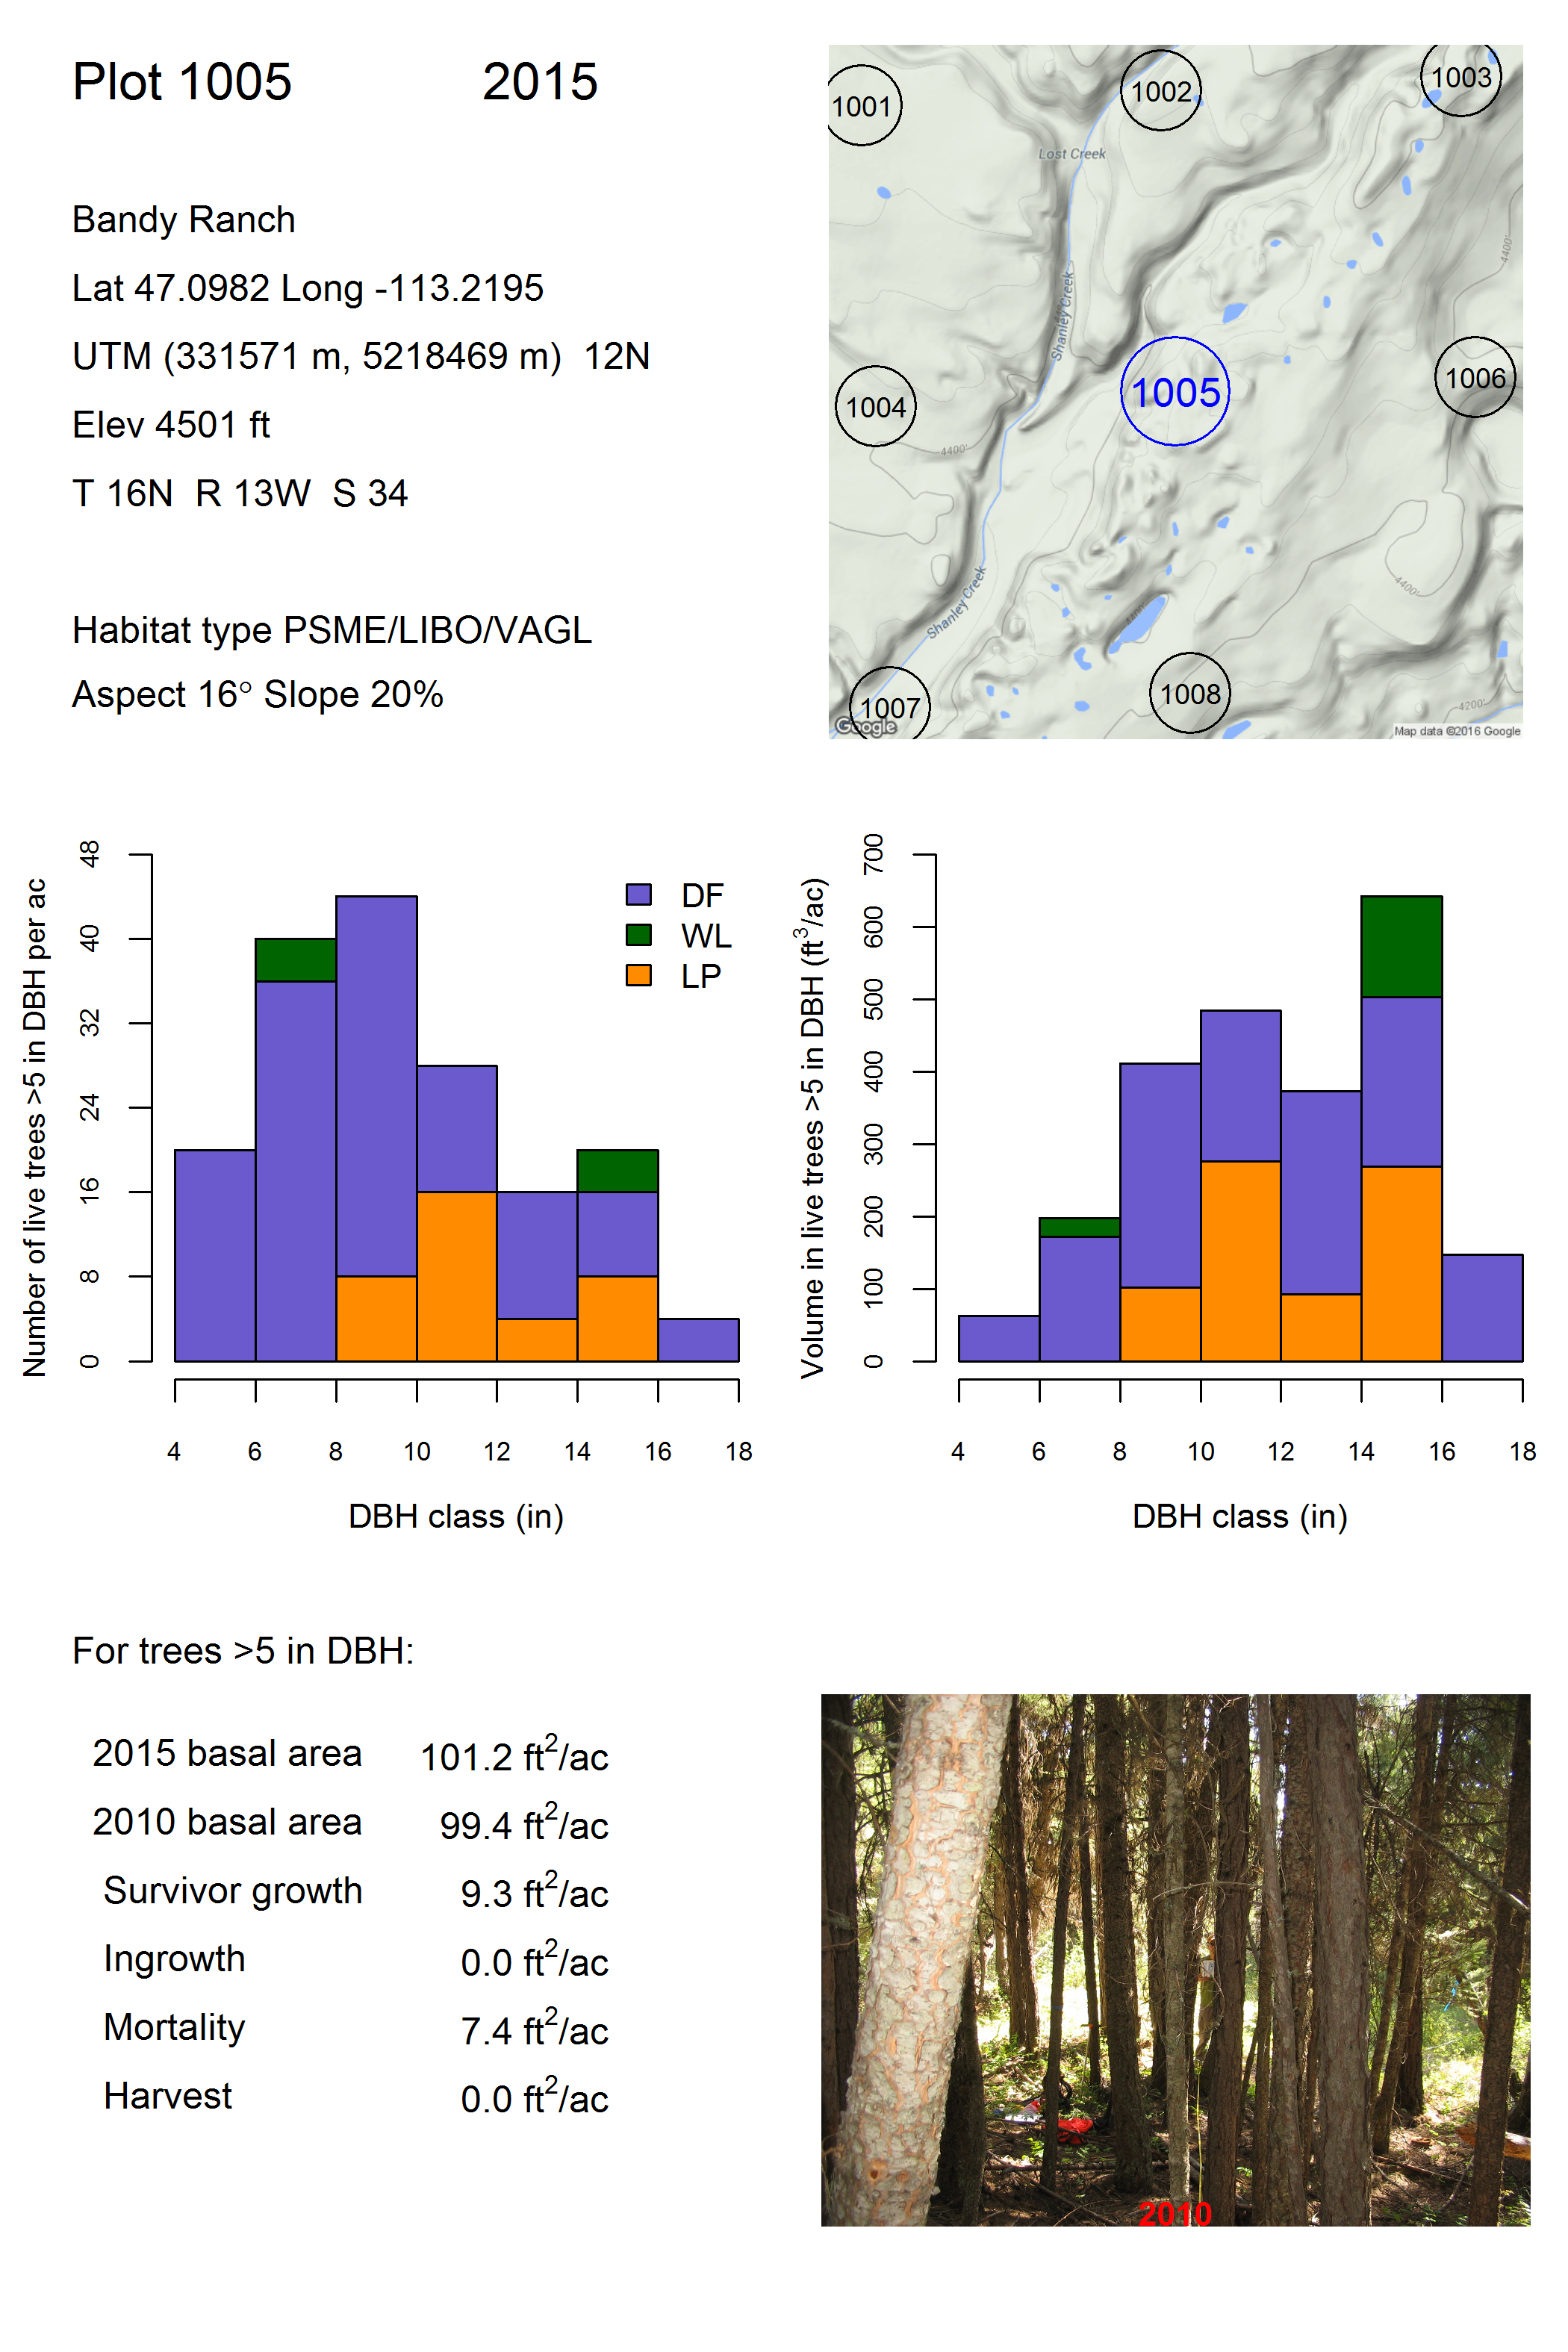 Plot 1005 2015
Bandy Ranch
Lat 47.0982 Long -113.2195
UTM (331571 m, 5218469 m) 12N
Elev 4501 ft
T 16N R 13W S 34
Habitat type PSME/LIBO/VAGL
Aspect 16° Slope 20%
1001
1002
1003
Lost Creek
4400'
Shanley Creek
1004
1005
1006
4400'
4400'
Shanley Creek
4400'
1007
1008
4200'
Google
Map data ©2016 Google
Number of live trees >5 in DBH per ac
48
40
32
24
16
8
0
DF
WL
LP
4 6 8 10 12 14 16 18
DBH class (in)
Volume in live trees >5 in DBH (ft³/ac)
700
600
500
400
300
200
100
0
4 6 8 10 12 14 16 18
DBH class (in)
For trees >5 in DBH:
2015 basal area 101.2 ft²/ac
2010 basal area 99.4 ft²/ac
Survivor growth 9.3 ft²/ac
Ingrowth 0.0 ft²/ac
Mortality 7.4 ft²/ac
Harvest 0.0 ft²/ac
2010